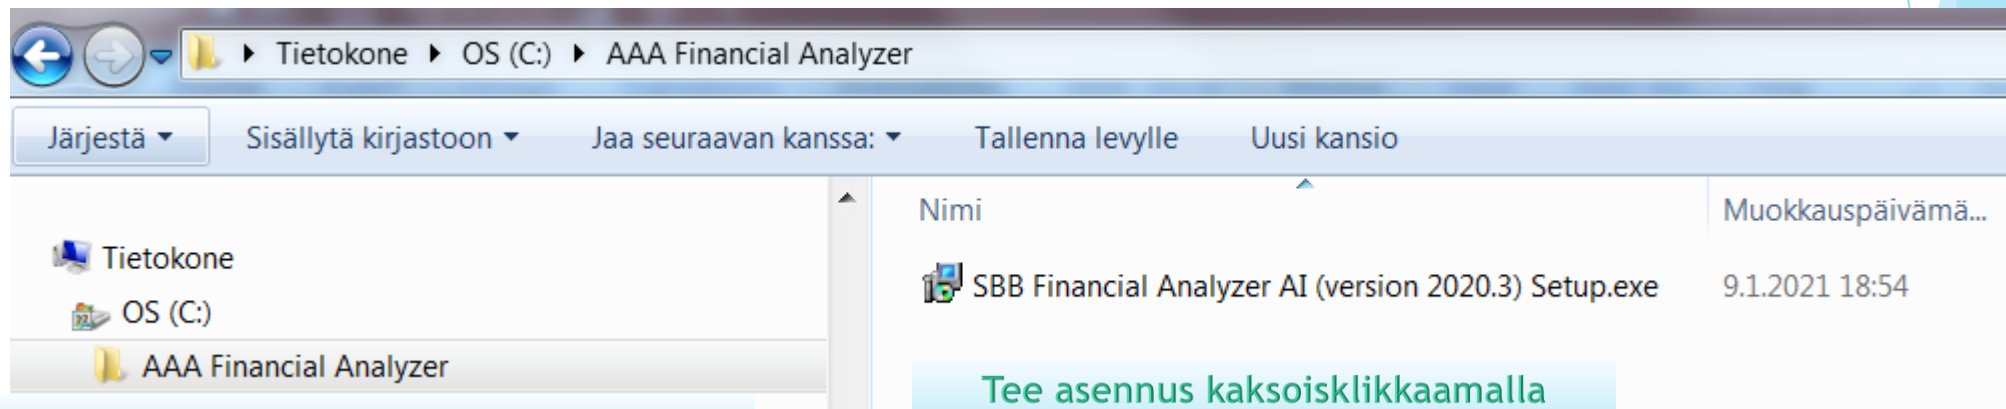 Tietokone OS (C:) AAA Financial Analyzer
Järjestä Sisällytä kirjastoon Jaa seuraavan kanssa: Tallenna levylle Uusi kansio
Nimi Muokkauspäivämä...
Tietokone
OS (C:)
AAA Financial Analyzer
SBB Financial Analyzer AI (version 2020.3) Setup.exe 9.1.2021 18:54
Tee asennus kaksoisklikkaamalla